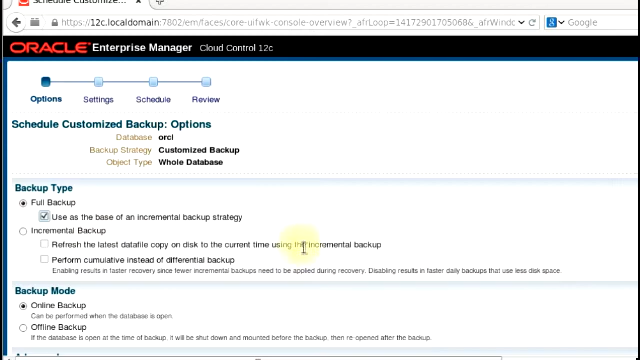 Schedule Customize...
https://12c.localdomain:7802/em/faces/core-uifwk-console-overview?_afrLoop=14172901705068&_afrWindo
Google
ORACLE Enterprise Manager Cloud Control 12c
Options Settings Schedule Review
Schedule Customized Backup: Options
Database orcl
Backup Strategy Customized Backup
Object Type Whole Database
Backup Type
Full Backup
Use as the base of an incremental backup strategy
Incremental Backup
Refresh the latest datafile copy on disk to the current time using the incremental backup
Perform cumulative instead of differential backup
Enabling results in faster recovery since fewer incremental backups need to be applied during recovery. Disabling results in faster daily backups that use less disk space.
Backup Mode
Online Backup
Can be performed when the database is open.
Offline Backup
If the database is open at the time of backup, it will be shut down and mounted before the backup, then re-opened after the backup.